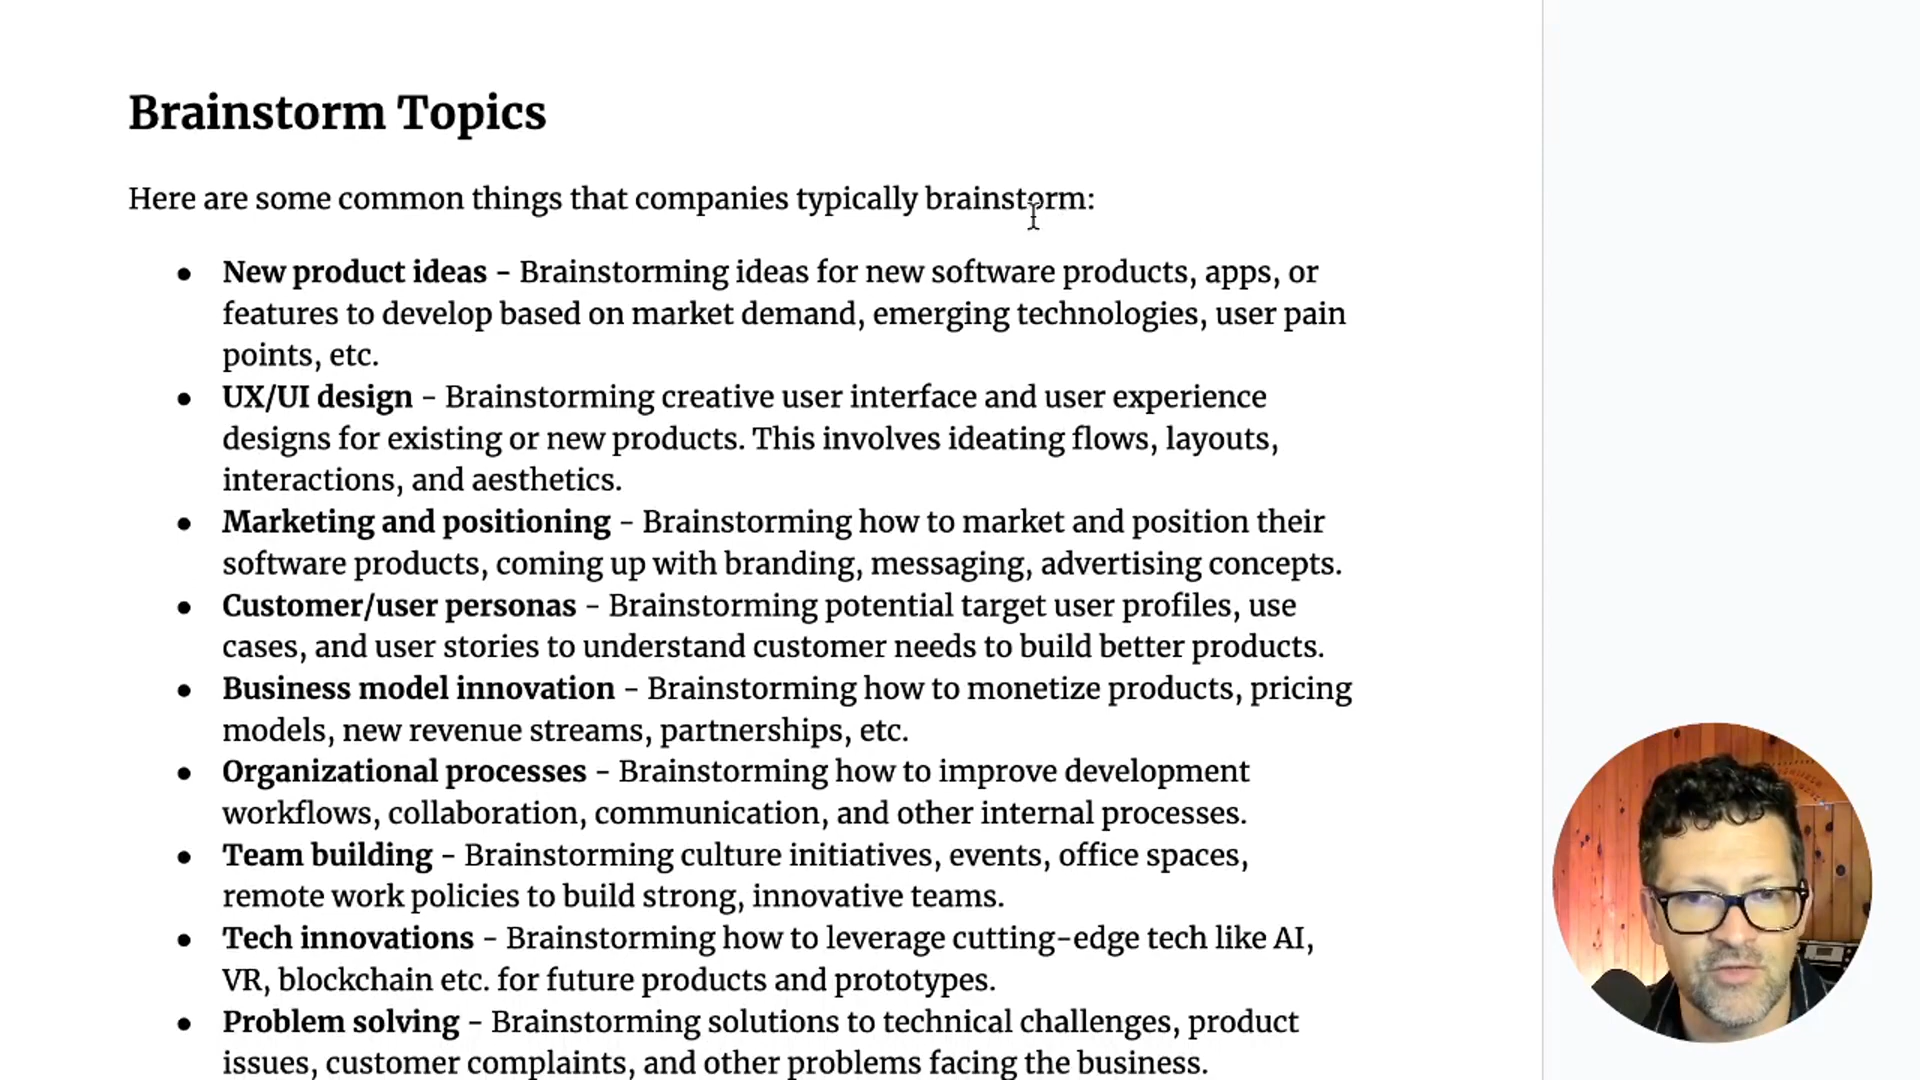 Brainstorm Topics
Here are some common things that companies typically brainstorm:
● New product ideas - Brainstorming ideas for new software products, apps, or
features to develop based on market demand, emerging technologies, user pain
points, etc.
● UX/UI design - Brainstorming creative user interface and user experience
designs for existing or new products. This involves ideating flows, layouts,
interactions, and aesthetics.
● Marketing and positioning - Brainstorming how to market and position their
software products, coming up with branding, messaging, advertising concepts.
● Customer/user personas - Brainstorming potential target user profiles, use
cases, and user stories to understand customer needs to build better products.
● Business model innovation - Brainstorming how to monetize products, pricing
models, new revenue streams, partnerships, etc.
● Organizational processes - Brainstorming how to improve development
workflows, collaboration, communication, and other internal processes.
● Team building - Brainstorming culture initiatives, events, office spaces,
remote work policies to build strong, innovative teams.
● Tech innovations - Brainstorming how to leverage cutting-edge tech like AI,
VR, blockchain etc. for future products and prototypes.
● Problem solving - Brainstorming solutions to technical challenges, product
issues, customer complaints, and other problems facing the business.